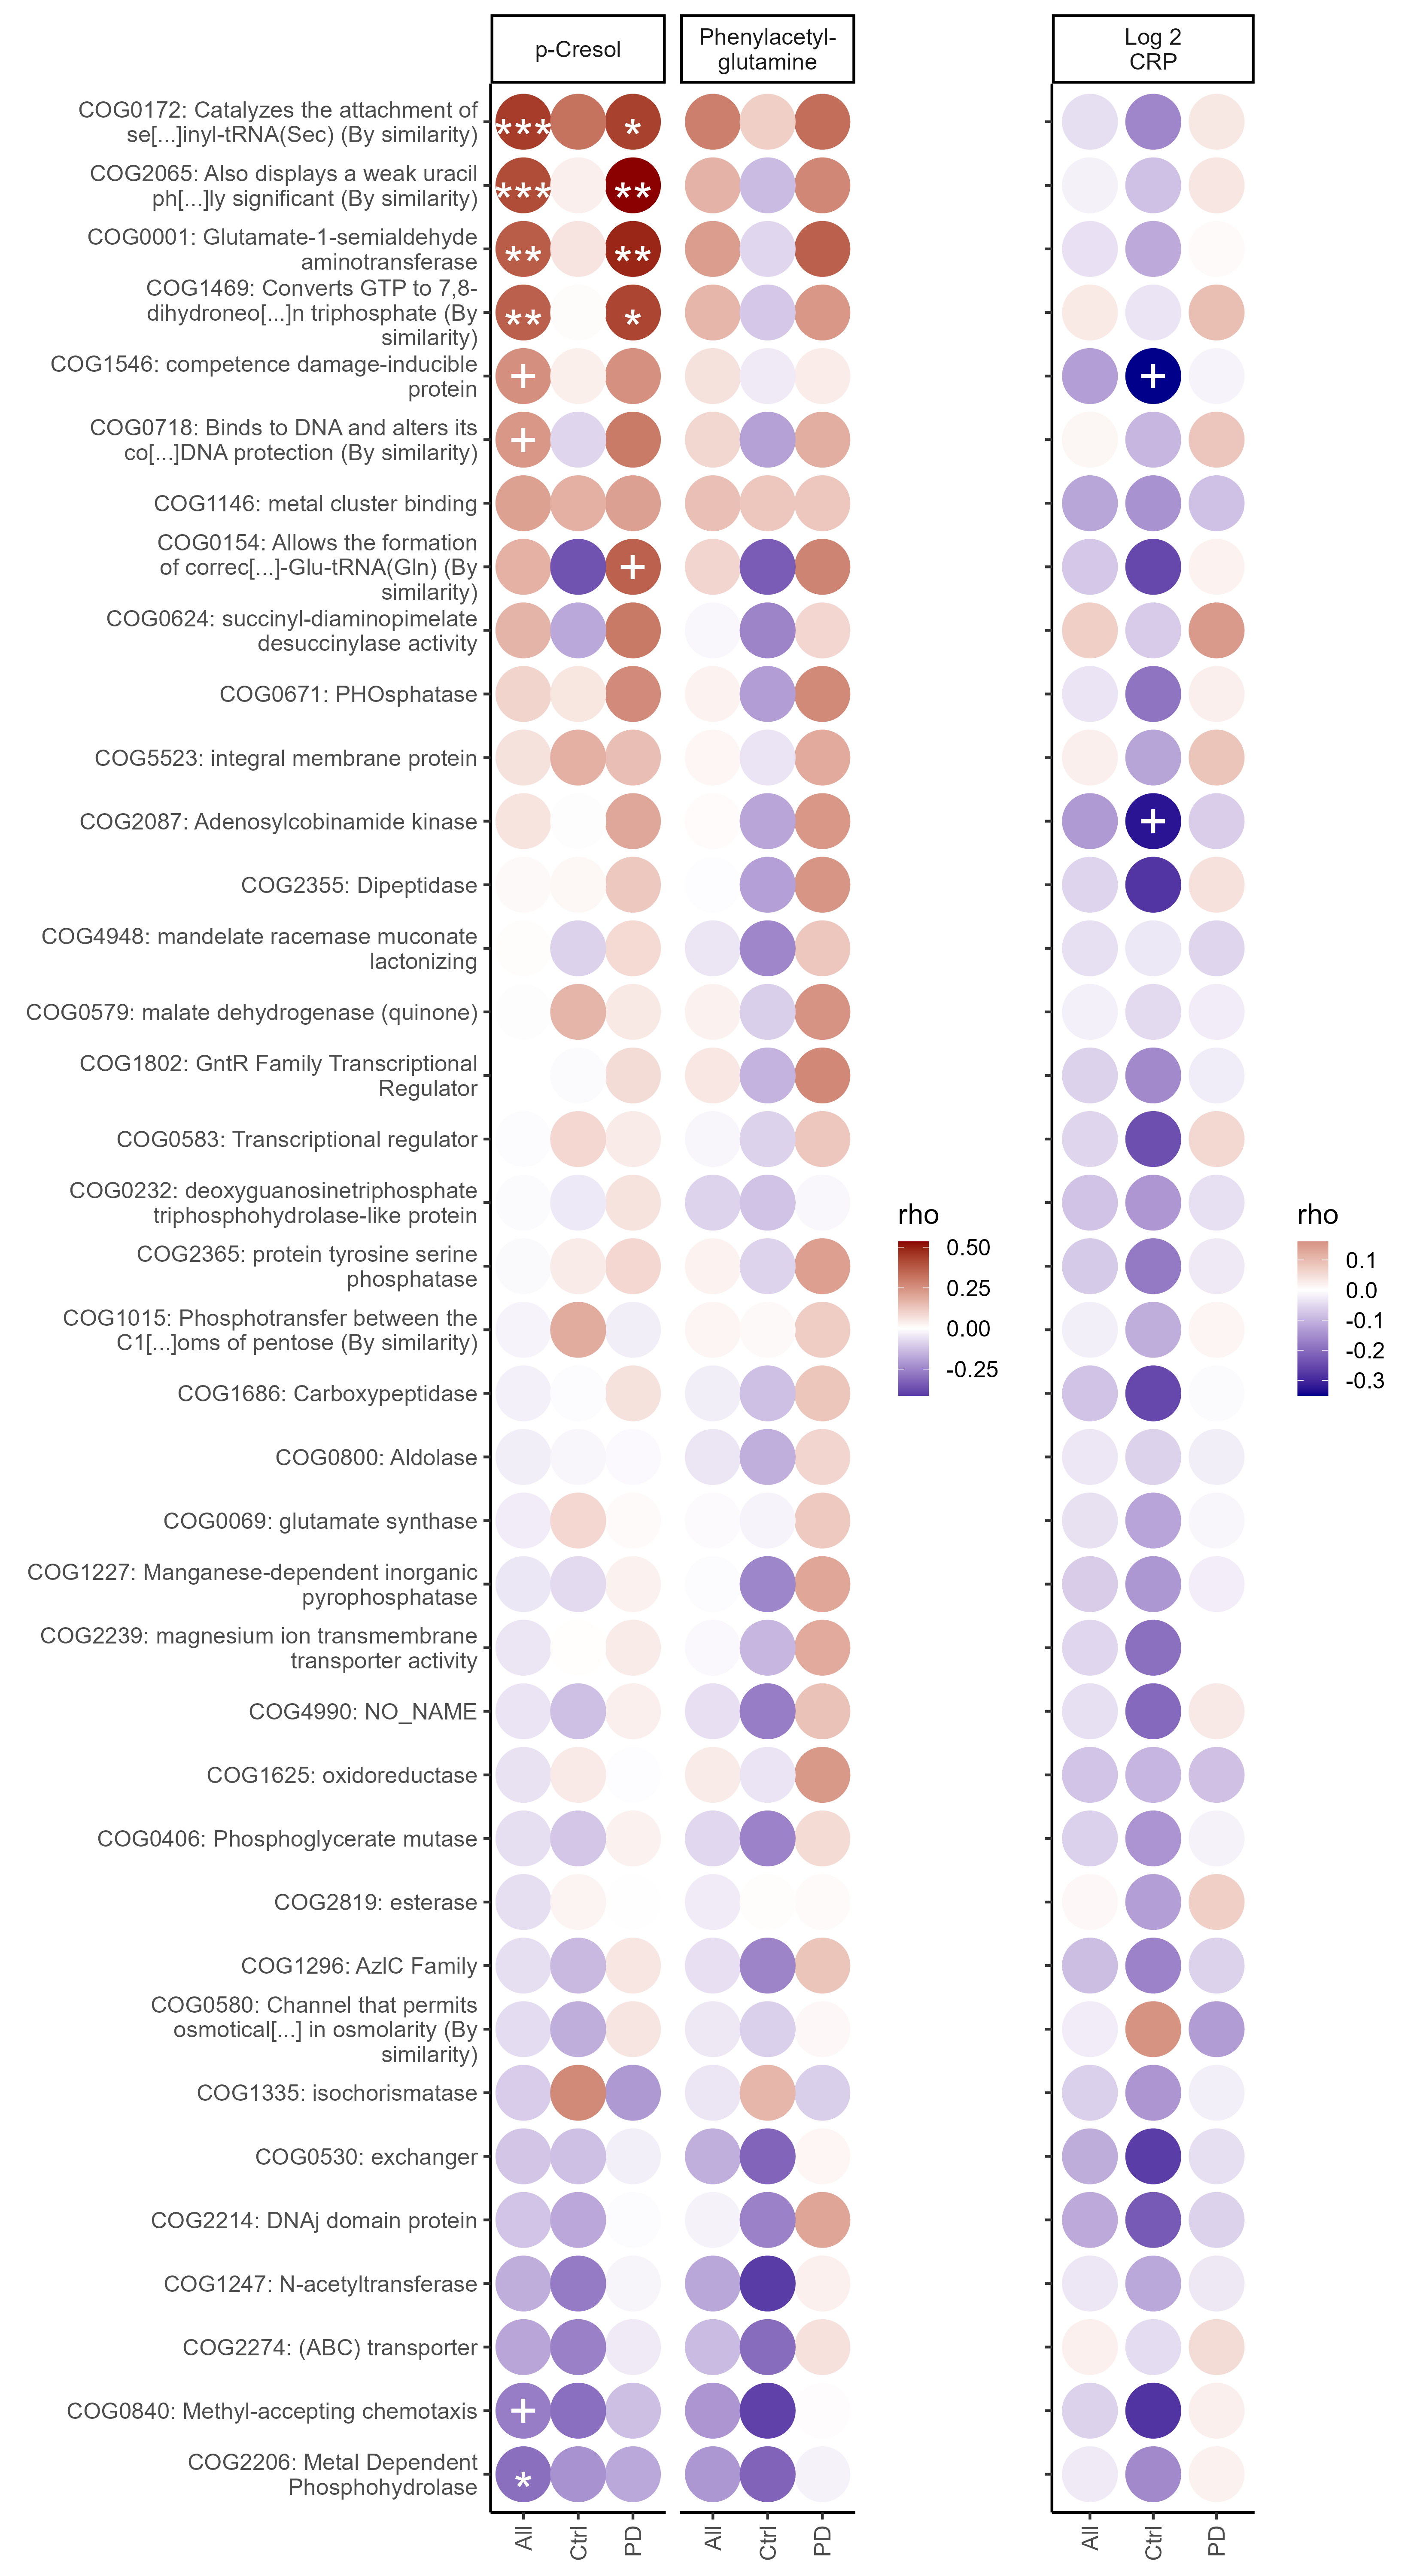 p-Cresol
Phenylacetyl-
glutamine
Log 2
CRP
COG0172: Catalyzes the attachment of
se[...]inyl-tRNA(Sec) (By similarity)
*** *
COG2065: Also displays a weak uracil
ph[...]ly significant (By similarity)
*** **
COG0001: Glutamate-1-semialdehyde
aminotransferase
** **
COG1469: Converts GTP to 7,8-
dihydroneo[...]n triphosphate (By
similarity)
** *
COG1546: competence damage-inducible
protein
+ +
COG0718: Binds to DNA and alters its
co[...]DNA protection (By similarity)
+
COG1146: metal cluster binding
COG0154: Allows the formation
of correc[...]-Glu-tRNA(Gln) (By
similarity)
+
COG0624: succinyl-diaminopimelate
desuccinylase activity
COG0671: PHOsphatase
COG5523: integral membrane protein
COG2087: Adenosylcobinamide kinase
+
COG2355: Dipeptidase
COG4948: mandelate racemase muconate
lactonizing
COG0579: malate dehydrogenase (quinone)
COG1802: GntR Family Transcriptional
Regulator
COG0583: Transcriptional regulator
COG0232: deoxyguanosinetriphosphate
triphosphohydrolase-like protein
COG2365: protein tyrosine serine
phosphatase
COG1015: Phosphotransfer between the
C1[...]oms of pentose (By similarity)
COG1686: Carboxypeptidase
COG0800: Aldolase
COG0069: glutamate synthase
COG1227: Manganese-dependent inorganic
pyrophosphatase
COG2239: magnesium ion transmembrane
transporter activity
COG4990: NO_NAME
COG1625: oxidoreductase
COG0406: Phosphoglycerate mutase
COG2819: esterase
COG1296: AzlC Family
COG0580: Channel that permits
osmotical[...] in osmolarity (By
similarity)
COG1335: isochorismatase
COG0530: exchanger
COG2214: DNAj domain protein
COG1247: N-acetyltransferase
COG2274: (ABC) transporter
COG0840: Methyl-accepting chemotaxis
+
COG2206: Metal Dependent
Phosphohydrolase
*
All Ctrl PD All Ctrl PD All Ctrl PD
rho
0.50
0.25
0.00
-0.25
rho
0.1
0.0
-0.1
-0.2
-0.3